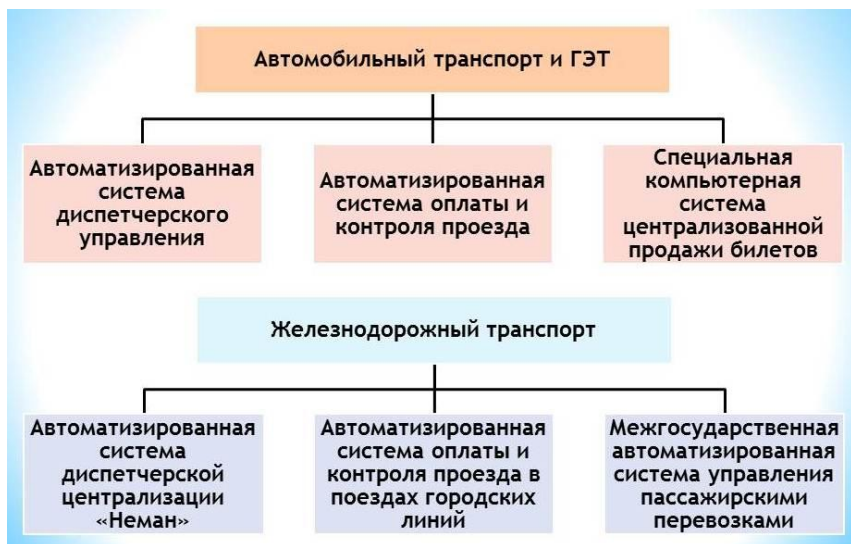 Автомобильный транспорт и ГЭТ
Автоматизированная
система
диспетчерского
управления
Автоматизированная
система оплаты и
контроля проезда
Специальная
компьютерная
система
централизованной
продажи билетов
Железнодорожный транспорт
Автоматизированная
система
диспетчерской
централизации
«Неман»
Автоматизированная
система оплаты и
контроля проезда в
поездах городских
линий
Межгосударственная
автоматизированная
система управления
пассажирскими
перевозками